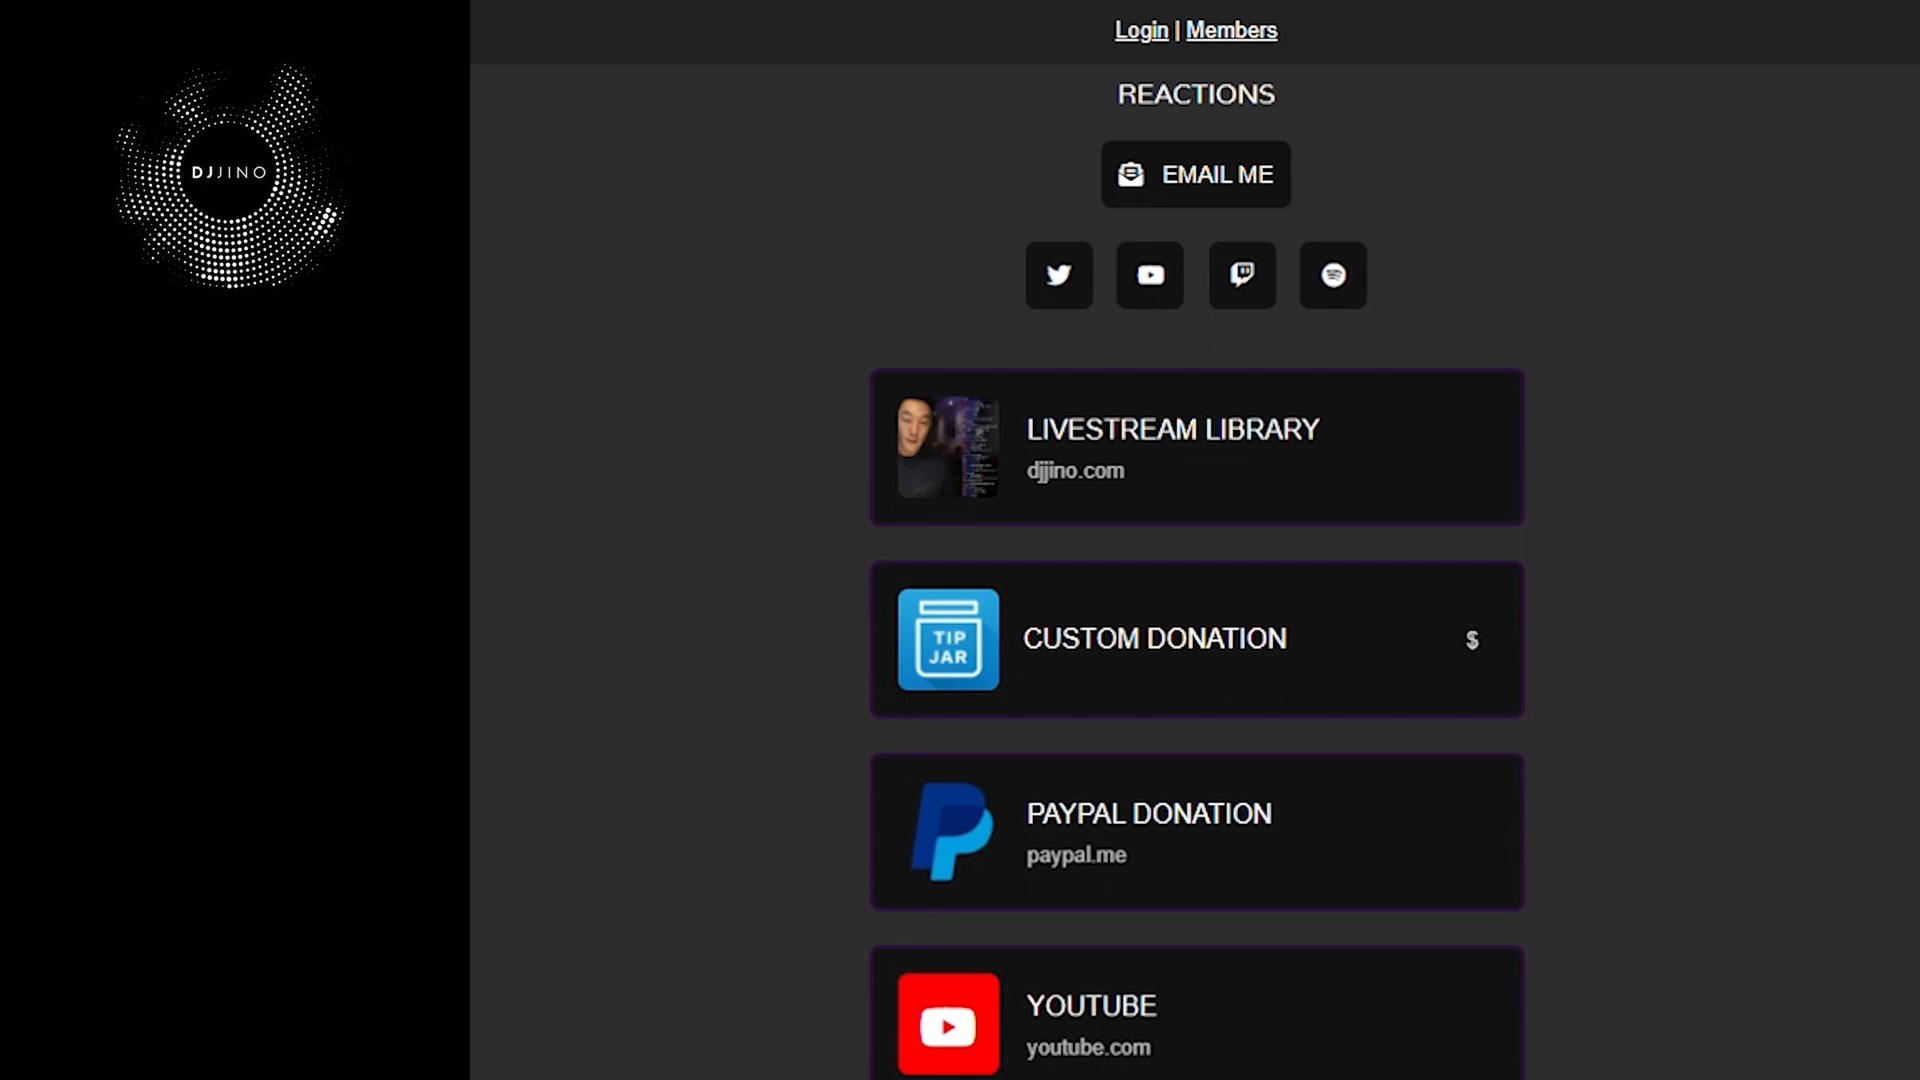 DJJINO
Login | Members
REACTIONS
EMAIL ME
LIVESTREAM LIBRARY
djjino.com
TIP
JAR
CUSTOM DONATION
$
PAYPAL DONATION
paypal.me
YOUTUBE
youtube.com